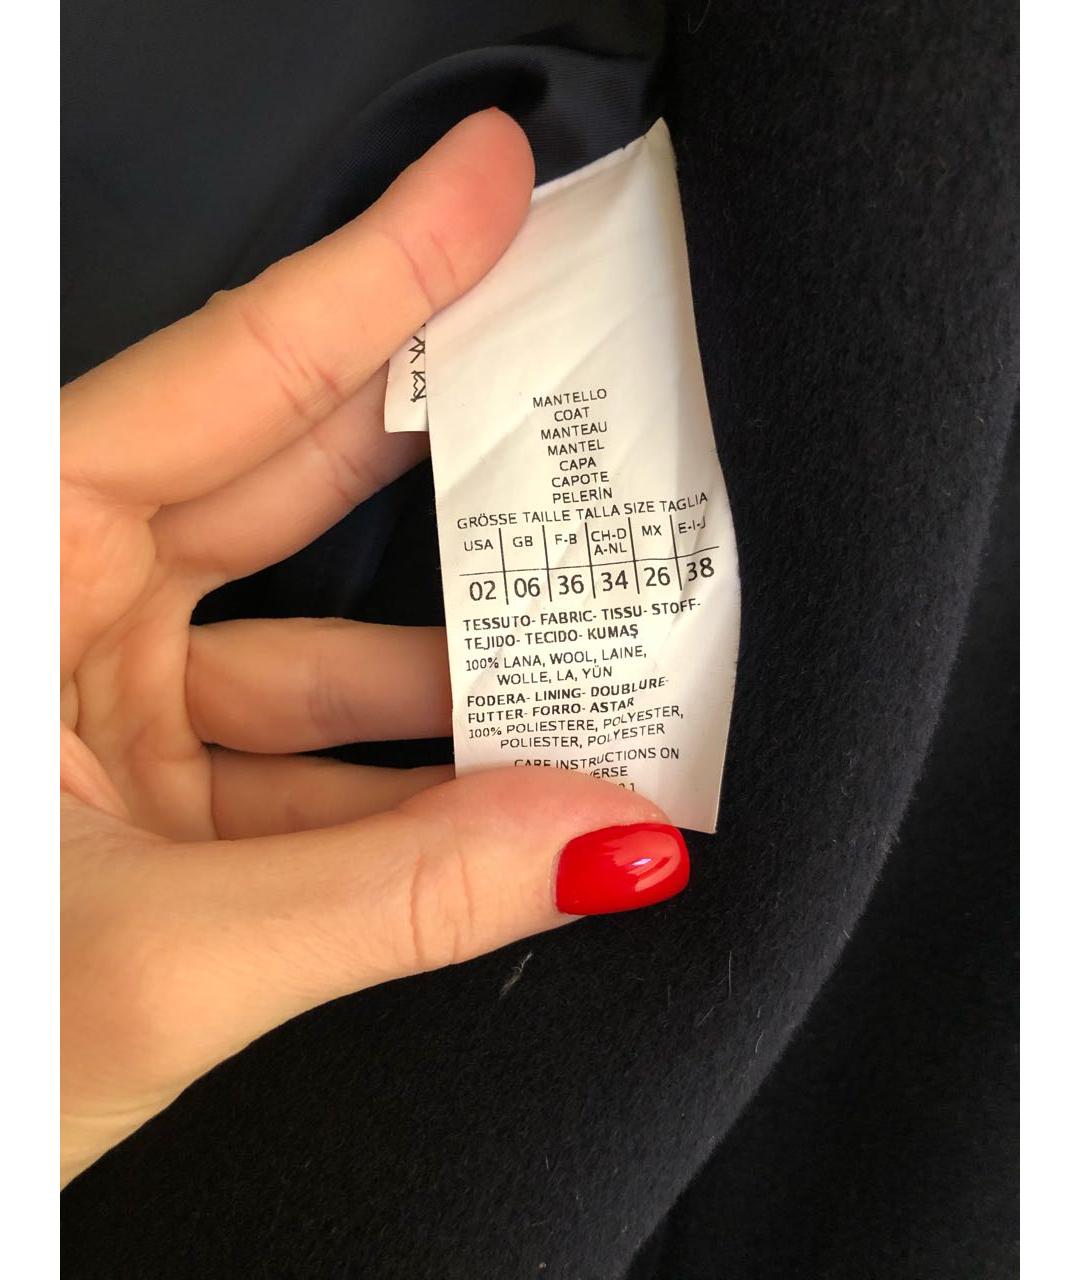 MANTELLO
COAT
MANTEAU
MANTEL
CAPA
CAPOTE
PELERİN
GRÖSSE TAILLE TALLA SIZE TAGLIA
USA GB F-B CH-D A-NL MX E-I-J
02 06 36 34 26 38
TESSUTO- FABRIC- TISSU- STOFF-
TEJIDO- TECIDO- KUMAŞ
100% LANA, WOOL, LAINE,
WOLLE, LA, YÜN
FODERA- LINING- DOUBLURE-
FUTTER- FORRO- ASTAR
100% POLIESTERE, POLYESTER,
POLIESTER, POLYESTER
CARE INSTRUCTIONS ON